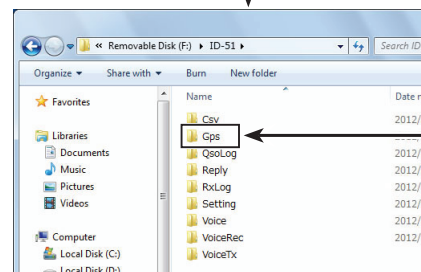 « Removable Disk (F:) ▸ ID-51 ▸ Search ID
Organize ▾ Share with ▾ Burn New folder
Favorites
Libraries
Documents
Music
Pictures
Videos
Computer
Local Disk (C:)
Local Disk (D:)
Name Date r
Csv 2012/
Gps
QsoLog 2012/
Reply 2012/
RxLog 2012/
Setting 2012/
Voice 2012/
VoiceRec 2012/
VoiceTx